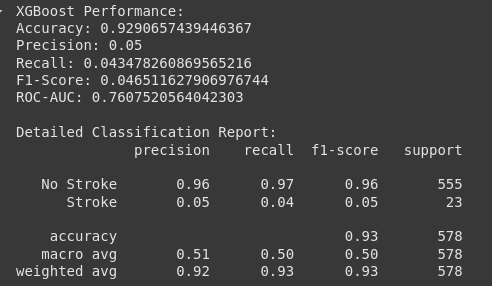 XGBoost Performance:
Accuracy: 0.9290657439446367
Precision: 0.05
Recall: 0.043478260869565216
F1-Score: 0.046511627906976744
ROC-AUC: 0.7607520564042303

Detailed Classification Report:
              precision    recall  f1-score   support

   No Stroke       0.96      0.97      0.96       555
      Stroke       0.05      0.04      0.05        23

    accuracy                           0.93       578
   macro avg       0.51      0.50      0.50       578
weighted avg       0.92      0.93      0.93       578